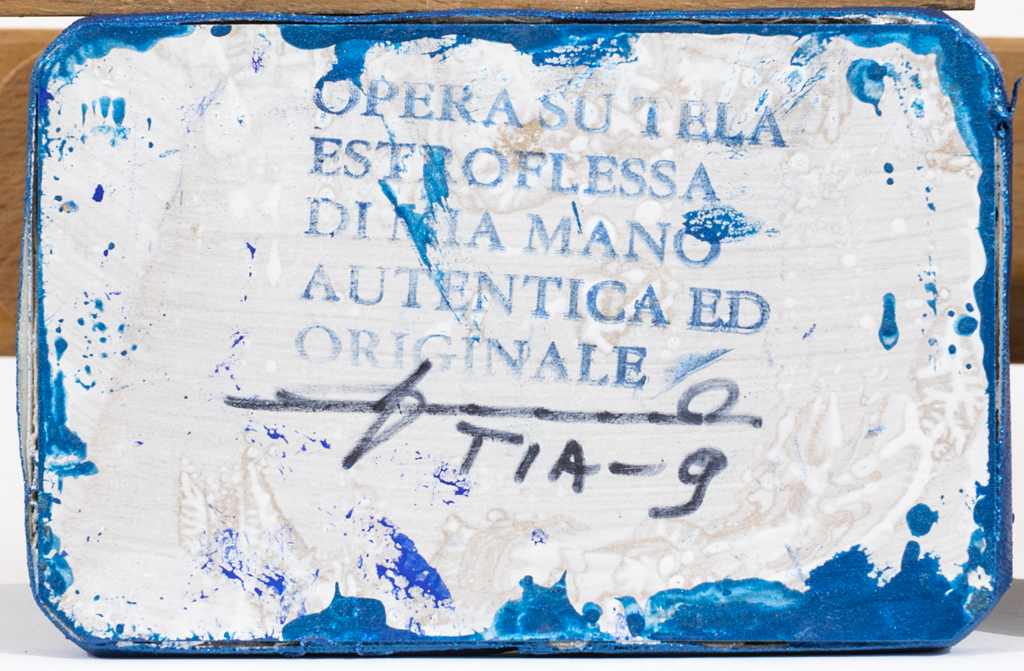 OPERA SU TELA
ESTROFLESSA
DI MIA MANO
AUTENTICA ED
ORIGINALE
TIA-9